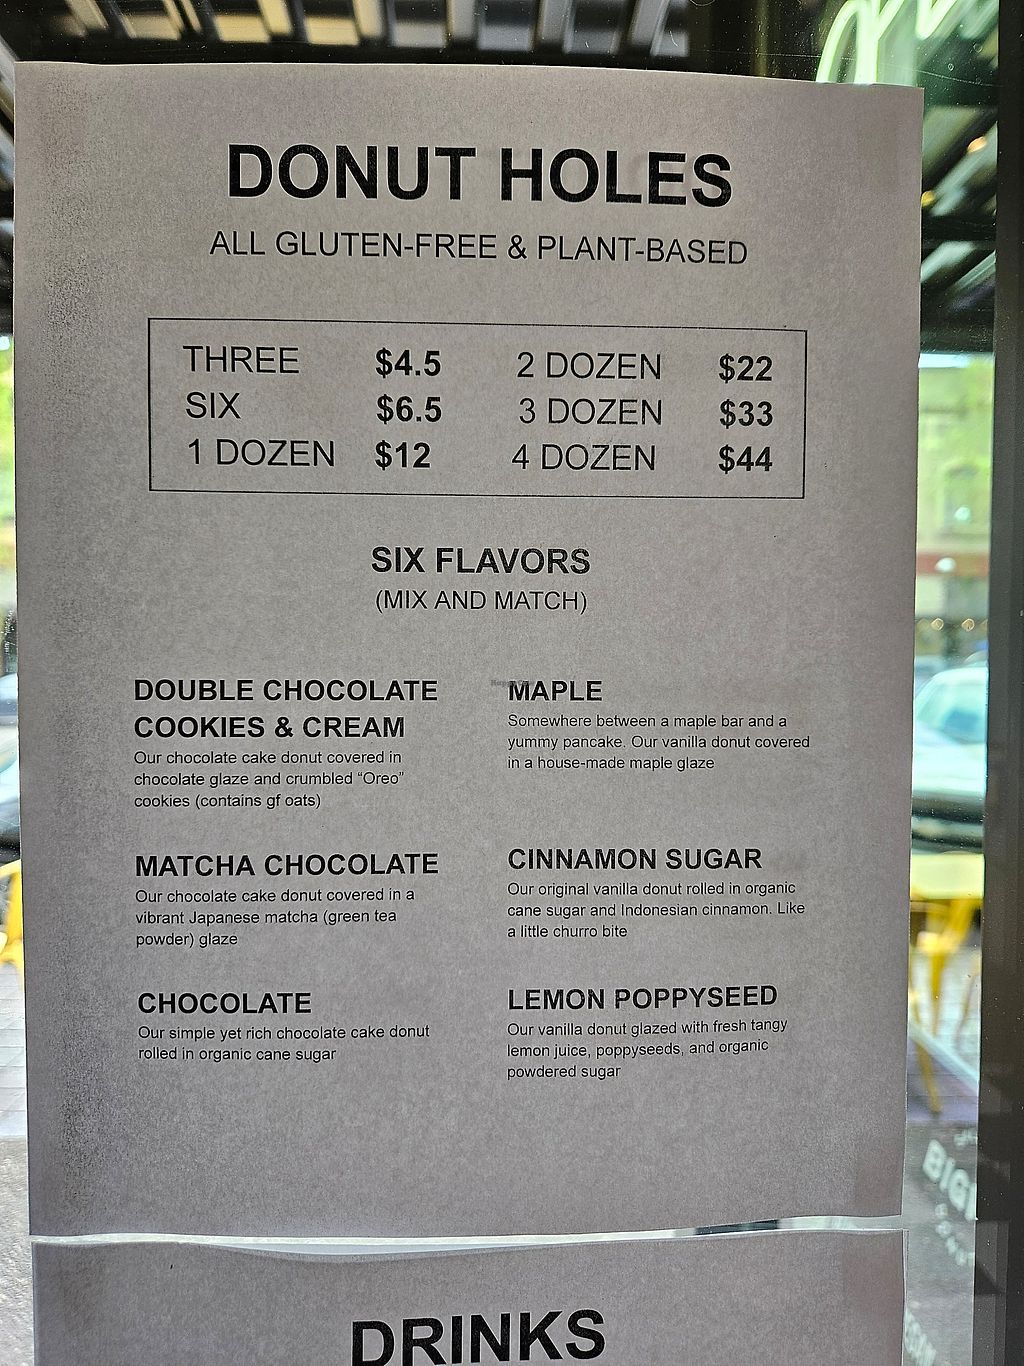 DONUT HOLES
ALL GLUTEN-FREE & PLANT-BASED
THREE $4.5 2 DOZEN $22
SIX $6.5 3 DOZEN $33
1 DOZEN $12 4 DOZEN $44
SIX FLAVORS
(MIX AND MATCH)
DOUBLE CHOCOLATE
COOKIES & CREAM
Our chocolate cake donut covered in
chocolate glaze and crumbled “Oreo”
cookies (contains gf oats)
MAPLE
Somewhere between a maple bar and a
yummy pancake. Our vanilla donut covered
in a house-made maple glaze
MATCHA CHOCOLATE
Our chocolate cake donut covered in a
vibrant Japanese matcha (green tea
powder) glaze
CINNAMON SUGAR
Our original vanilla donut rolled in organic
cane sugar and Indonesian cinnamon. Like
a little churro bite
CHOCOLATE
Our simple yet rich chocolate cake donut
rolled in organic cane sugar
LEMON POPPYSEED
Our vanilla donut glazed with fresh tangy
lemon juice, poppyseeds, and organic
powdered sugar
DRINKS